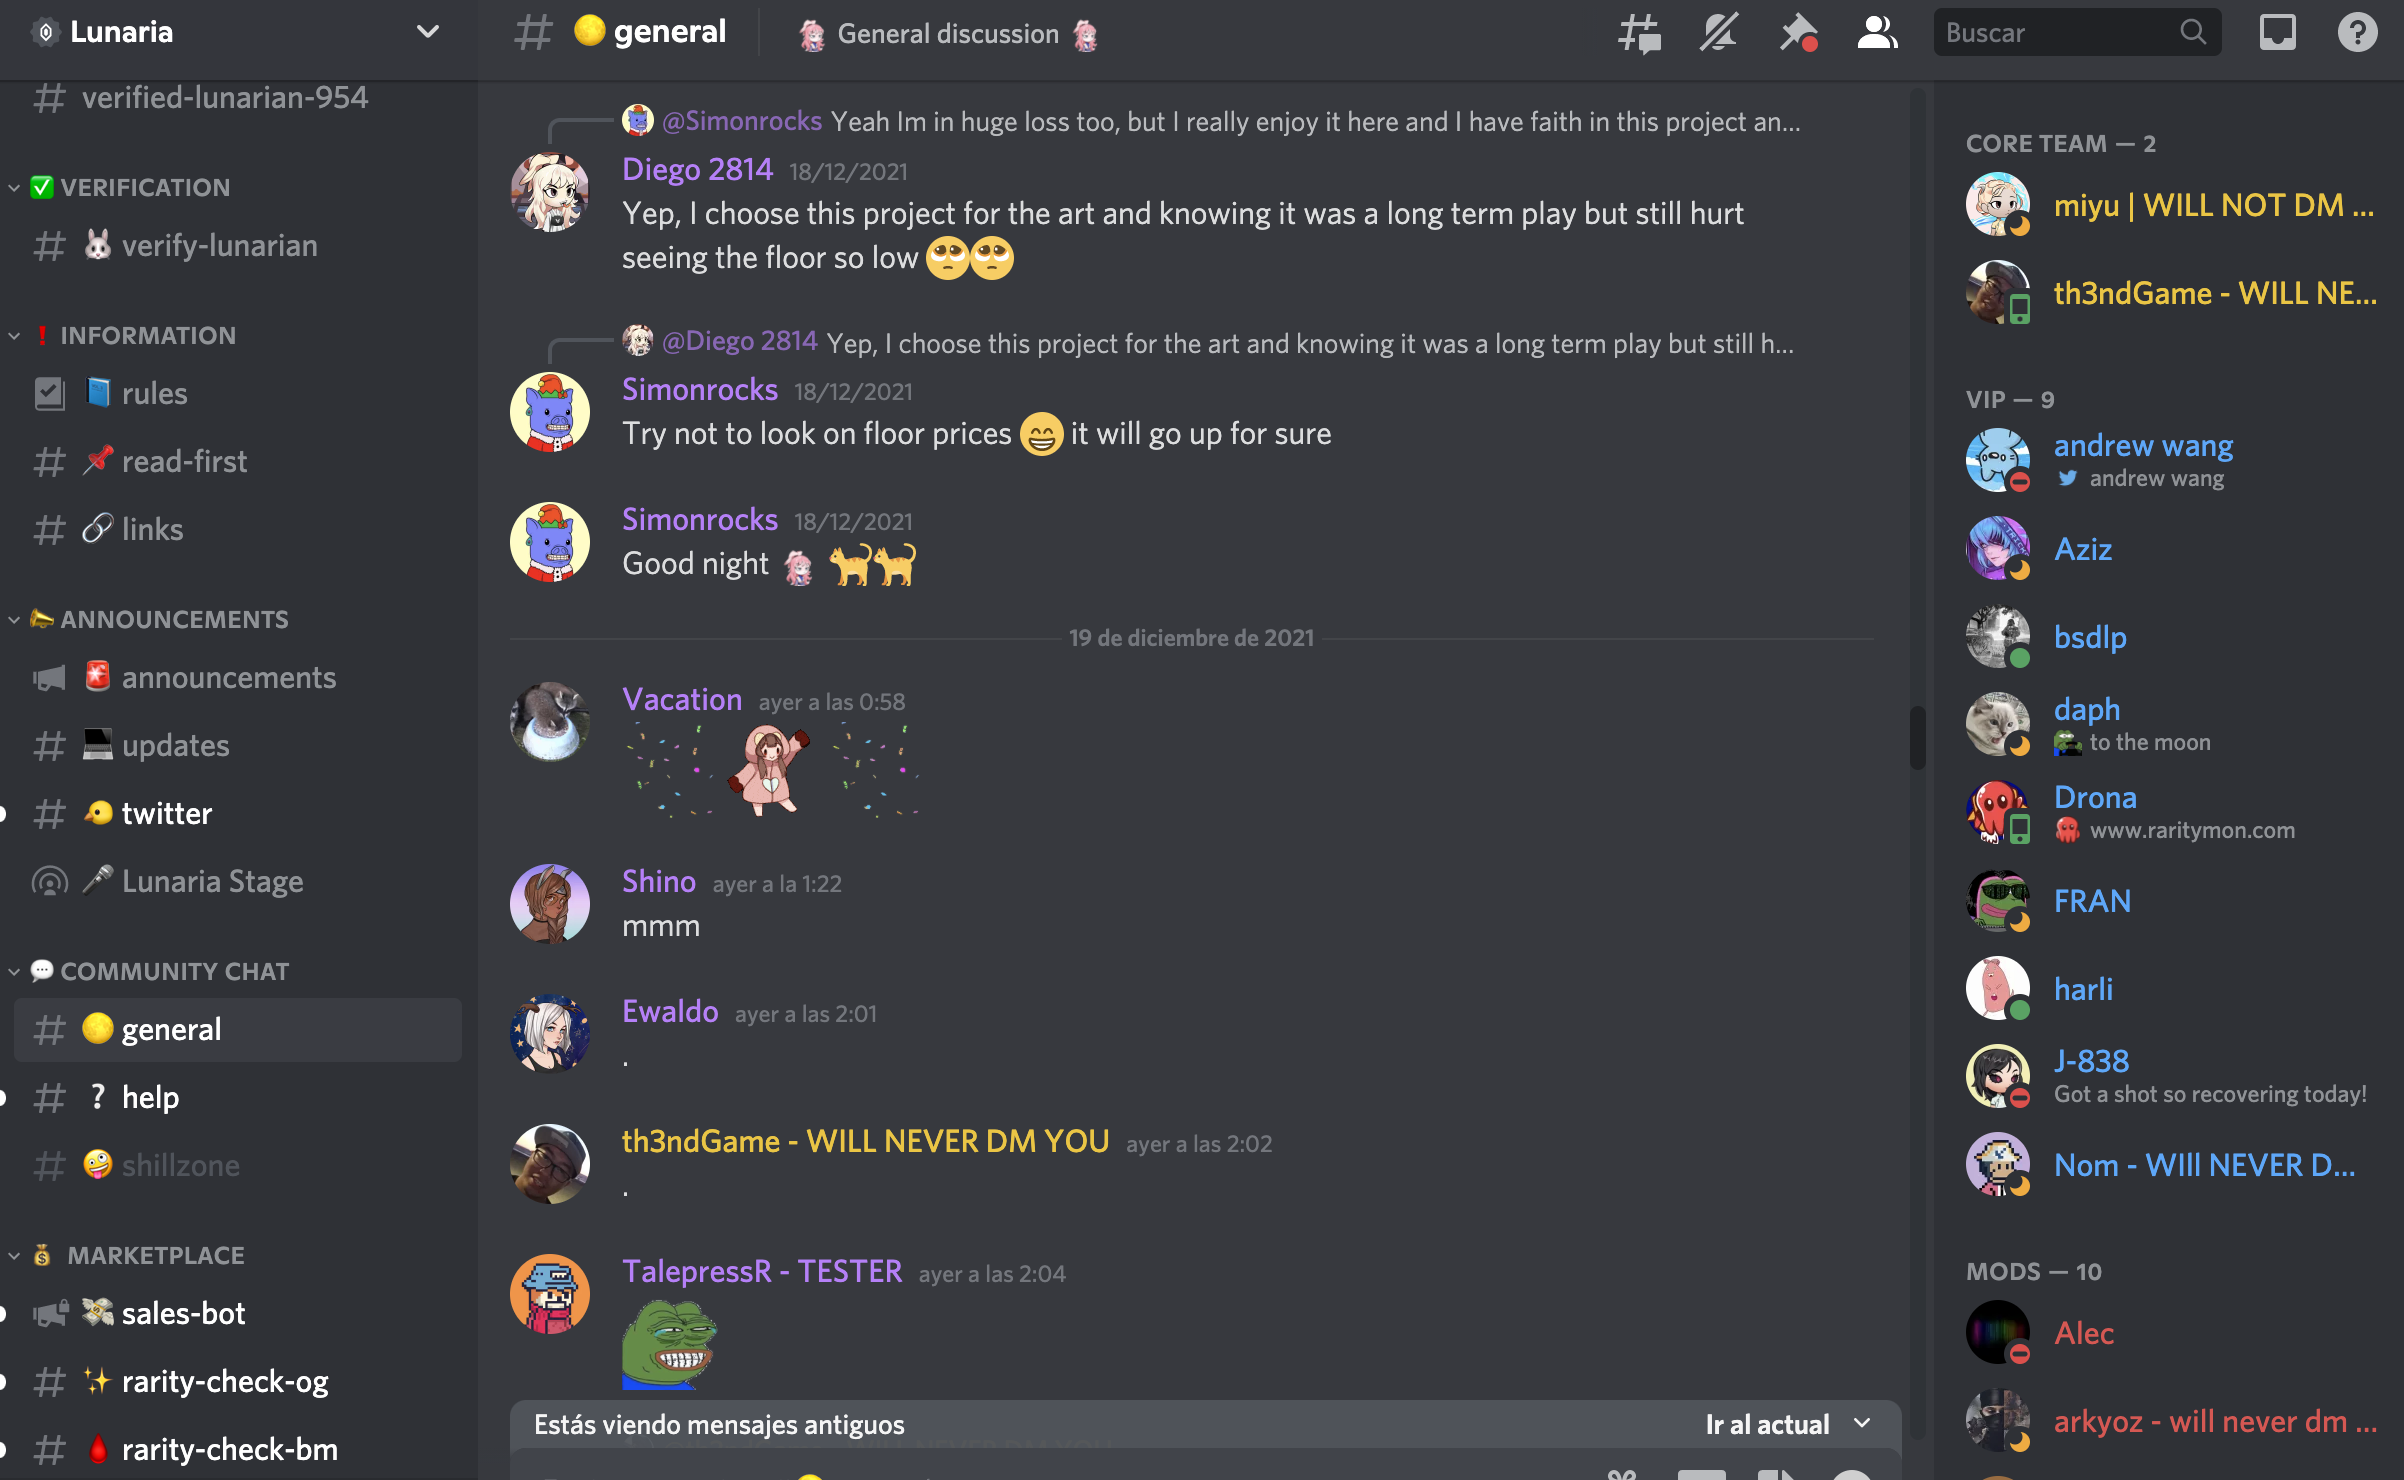 Lunaria
verified-lunarian-954
VERIFICATION
verify-lunarian
INFORMATION
rules
read-first
links
ANNOUNCEMENTS
announcements
updates
twitter
Lunaria Stage
COMMUNITY CHAT
general
help
shillzone
MARKETPLACE
sales-bot
rarity-check-og
rarity-check-bm
general
General discussion
Buscar
@Simonrocks Yeah Im in huge loss too, but I really enjoy it here and I have faith in this project an...
Diego 2814 18/12/2021
Yep, I choose this project for the art and knowing it was a long term play but still hurt
seeing the floor so low 🥺🥺
@Diego 2814 Yep, I choose this project for the art and knowing it was a long term play but still h...
Simonrocks 18/12/2021
Try not to look on floor prices 😁 it will go up for sure
Simonrocks 18/12/2021
Good night 🐈🐈
19 de diciembre de 2021
Vacation ayer a las 0:58
Shino ayer a la 1:22
mmm
Ewaldo ayer a las 2:01
.
th3ndGame - WILL NEVER DM YOU ayer a las 2:02
.
TalepressR - TESTER ayer a las 2:04
Estás viendo mensajes antiguos
Ir al actual
CORE TEAM — 2
miyu | WILL NOT DM ...
th3ndGame - WILL NE...
VIP — 9
andrew wang
andrew wang
Aziz
bsdlp
daph
to the moon
Drona
www.raritymon.com
FRAN
harli
J-838
Got a shot so recovering today!
Nom - WIll NEVER D...
MODS — 10
Alec
arkyoz - will never dm ...